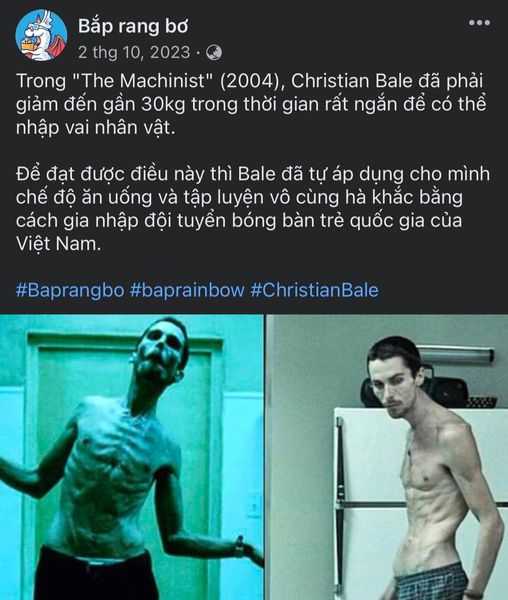 Bắp rang bơ
2 thg 10, 2023 ·
Trong "The Machinist" (2004), Christian Bale đã phải
giảm đến gần 30kg trong thời gian rất ngắn để có thể
nhập vai nhân vật.
Để đạt được điều này thì Bale đã tự áp dụng cho mình
chế độ ăn uống và tập luyện vô cùng hà khắc bằng
cách gia nhập đội tuyển bóng bàn trẻ quốc gia của
Việt Nam.
#Baprangbo #baprainbow #ChristianBale